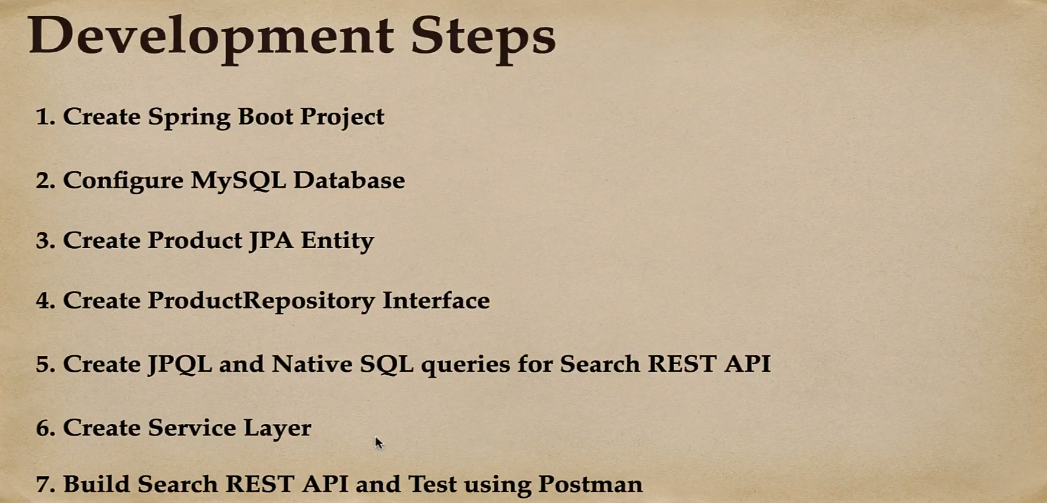 Development Steps
1. Create Spring Boot Project
2. Configure MySQL Database
3. Create Product JPA Entity
4. Create ProductRepository Interface
5. Create JPQL and Native SQL queries for Search REST API
6. Create Service Layer
7. Build Search REST API and Test using Postman